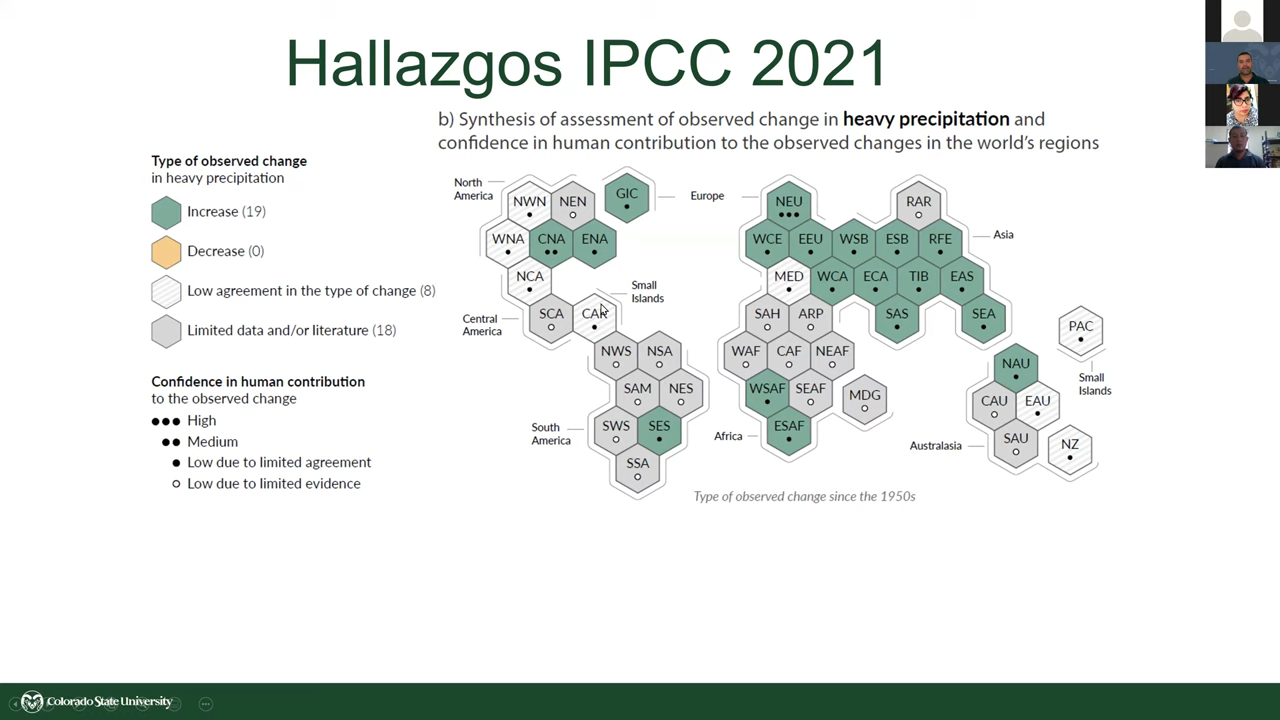 Hallazgos IPCC 2021
b) Synthesis of assessment of observed change in heavy precipitation and
confidence in human contribution to the observed changes in the world's regions
Type of observed change
in heavy precipitation
Increase (19)
Decrease (0)
Low agreement in the type of change (8)
Limited data and/or literature (18)
Confidence in human contribution
to the observed change
High
Medium
Low due to limited agreement
Low due to limited evidence
North
America
NWN NEN GIC
WNA CNA ENA
NCA
Small
Islands
Central
America
SCA CAR
NWS NSA
SAM NES
South
America
SWS SES
SSA
Europe
NEU RAR
WCE EEU WSB ESB RFE
Asia
MED WCA ECA TIB EAS
SAH ARP SAS SEA
WAF CAF NEAF
WSAF SEAF MDG
Africa
ESAF
PAC
Small
Islands
NAU
CAU EAU
Australasia
SAU NZ
Type of observed change since the 1950s
Colorado State University